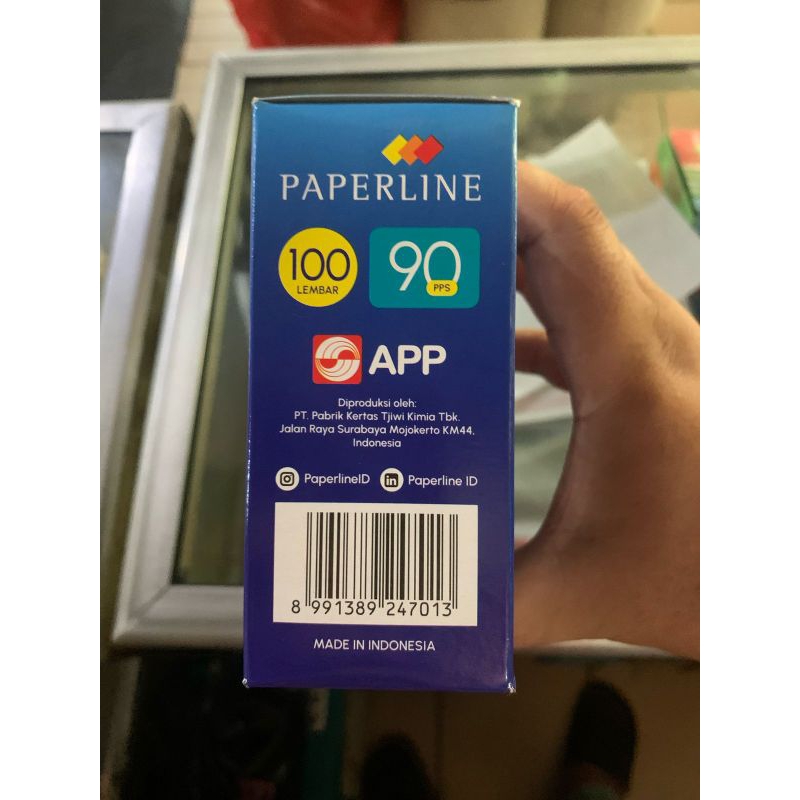 PAPERLINE
100
LEMBAR
90
PPS
APP
Diproduksi oleh:
PT. Pabrik Kertas Tjiwi Kimia Tbk.
Jalan Raya Surabaya Mojokerto KM44,
Indonesia
PaperlineID
in Paperline ID
8 991389 247013
MADE IN INDONESIA